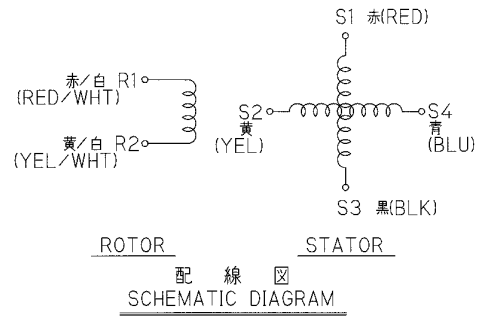 S1 赤(RED)
赤/白 R1
(RED/WHT)
S2
黄
(YEL)
S4
青
(BLU)
黄/白 R2
(YEL/WHT)
S3 黒(BLK)
ROTOR
STATOR
配線図
SCHEMATIC DIAGRAM